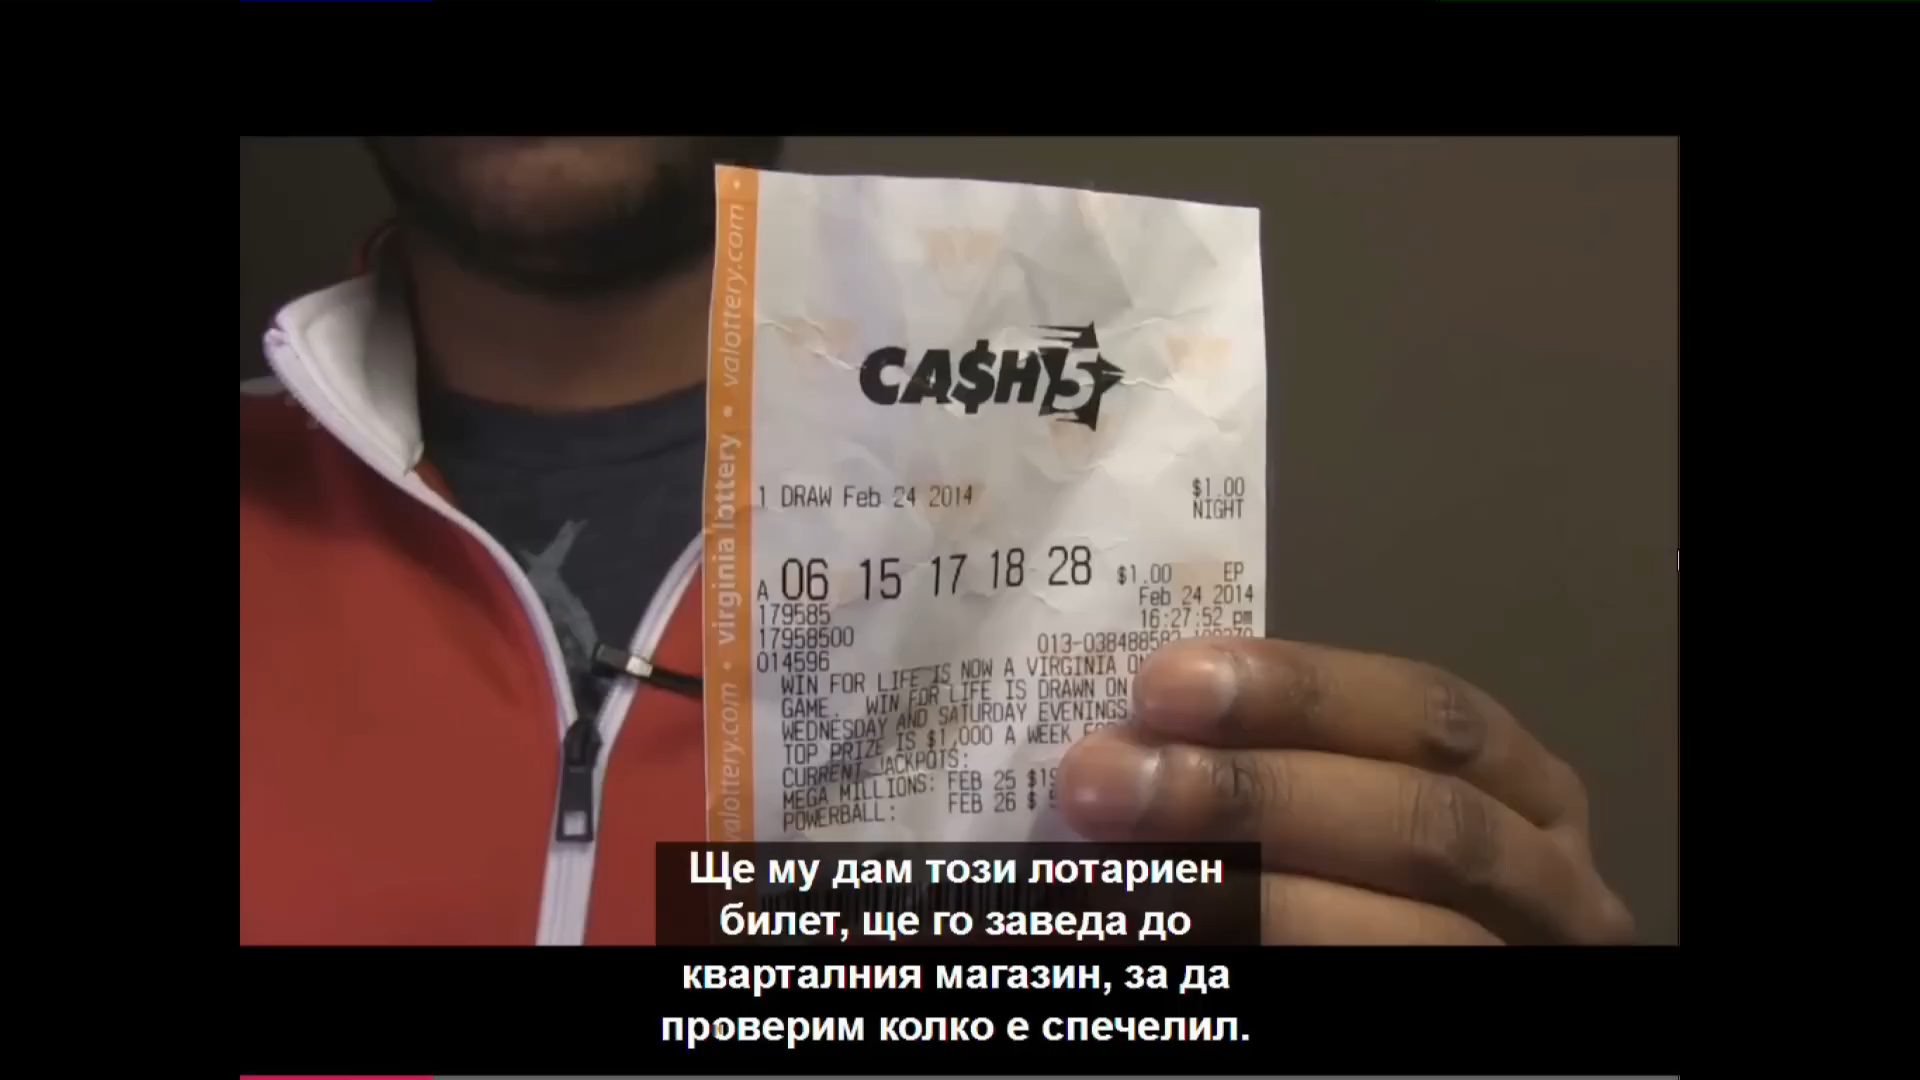 valottery.com • virginia lottery • valottery.com
CA$H 5
1 DRAW Feb 24 2014
$1.00
NIGHT
A 06 15 17 18 28 $1.00 EP
Feb 24 2014
179585
16:27:52 pm
17958500
014596
WIN FOR LIFE IS NOW A VIRGINIA
GAME. WIN FOR LIFE IS DRAWN ON
WEDNESDAY AND SATURDAY EVENINGS
TOP PRIZE IS $1,000 A WEEK
CURRENT JACKPOTS:
MEGA MILLIONS: FEB 25
POWERBALL: FEB 26 $
Ще му дам този лотариен
билет, ще го заведа до
кварталния магазин, за да
проверим колко е спечелил.